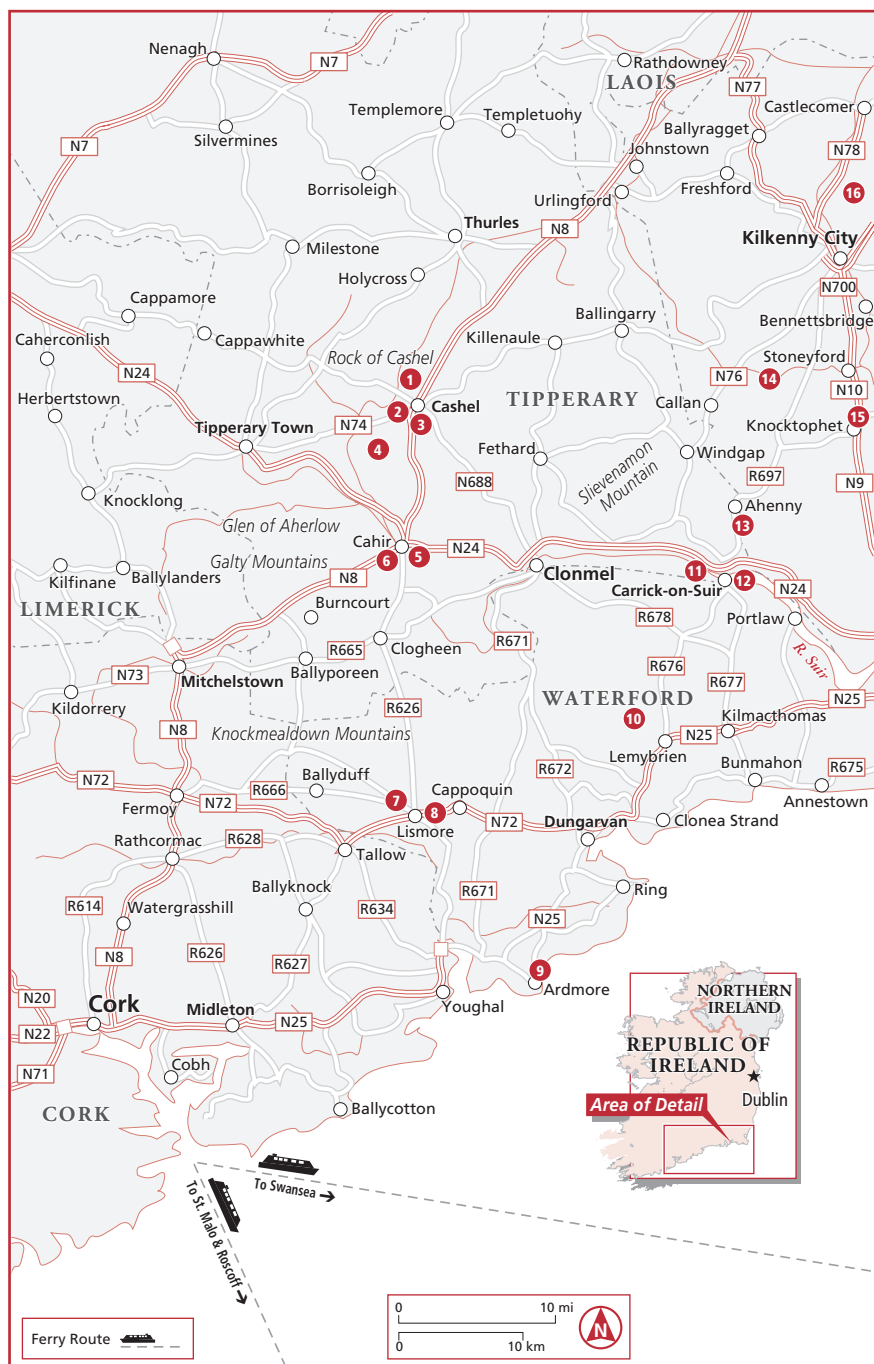 Nenagh
N7
Rathdowney
LAOIS
N77
Castlecomer
Templemore
Templetuohy
Ballyragget
Silvermines
N7
Johnstown
N78
Borrisoleigh
Urlingford
Freshford
16
Thurles
N8
Kilkenny City
Milestone
Holycross
N700
Cappamore
Ballingarry
Bennettsbridge
Caherconlish
Cappawhite
Killenaule
Rock of Cashel
Stoneyford
N24
1
N76
14
N10
Herbertstown
2
Cashel
TIPPERARY
Callan
15
N74
3
Tipperary Town
4
Knocktophet
Fethard
Slievenamon
Mountain
Windgap
N688
R697
N9
Knocklong
Ahenny
Glen of Aherlow
13
Cahir
N24
6
5
Galty Mountains
11
Kilfinane
Ballylanders
N8
Clonmel
Carrick-on-Suir
12
N24
LIMERICK
Burncourt
R678
Portlaw
R665
Clogheen
R671
R. Suir
N73
Mitchelstown
Ballyporeen
R676
R677
Kildorrery
R626
WATERFORD
N25
10
Kilmacthomas
N8
Knockmealdown Mountains
N25
Lemybrien
N72
Ballyduff
R672
Bunmahon
R675
R666
7
Cappoquin
Annestown
Fermoy
N72
8
Lismore
N72
Dungarvan
Clonea Strand
Rathcormac
R628
Tallow
Ballyknock
R671
Ring
R614
Watergrasshill
R634
N25
N8
R626
R627
9
Ardmore
N20
Cork
Midleton
N25
Youghal
N22
N71
Cobh
CORK
Ballycotton
NORTHERN
IRELAND
REPUBLIC OF
IRELAND
Dublin
Area of Detail
To Swansea
To St. Malo & Roscoff
Ferry Route
0 10 mi
0 10 km
N